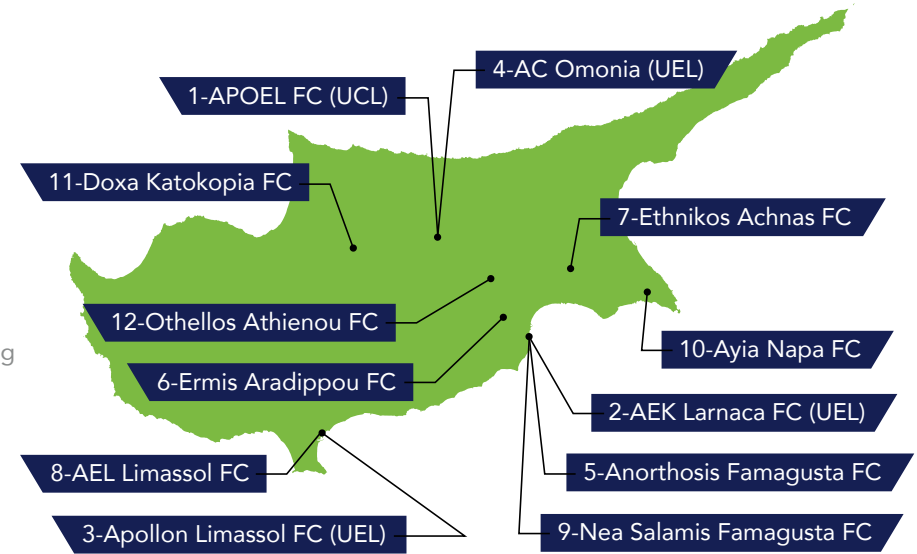 4-AC Omonia (UEL)
1-APOEL FC (UCL)
11-Doxa Katokopia FC
7-Ethnikos Achnas FC
12-Othellos Athienou FC
g
10-Ayia Napa FC
6-Ermis Aradippou FC
2-AEK Larnaca FC (UEL)
8-AEL Limassol FC
5-Anorthosis Famagusta FC
3-Apollon Limassol FC (UEL)
9-Nea Salamis Famagusta FC